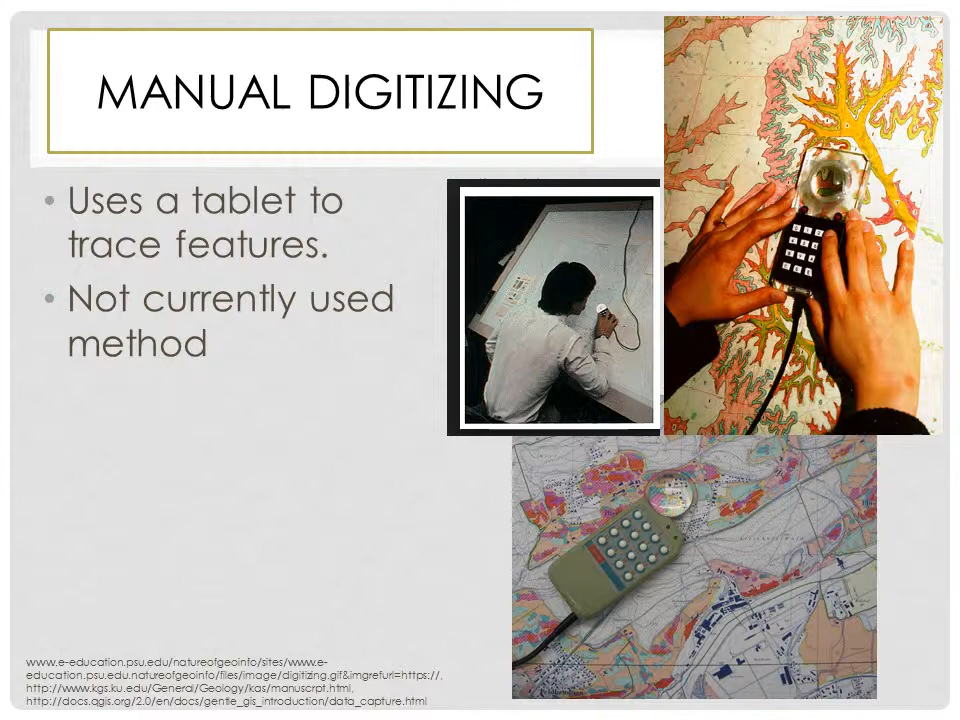 MANUAL DIGITIZING
• Uses a tablet to
trace features.
• Not currently used
method
www.e-education.psu.edu/natureofgeoinfo/sites/www.e-
education.psu.edu.natureofgeoinfo/files/image/digitizing.gif&imgrefurl=https://,
http://www.kgs.ku.edu/General/Geology/kas/manuscrpt.html,
http://docs.qgis.org/2.0/en/docs/gentle_gis_introduction/data_capture.html